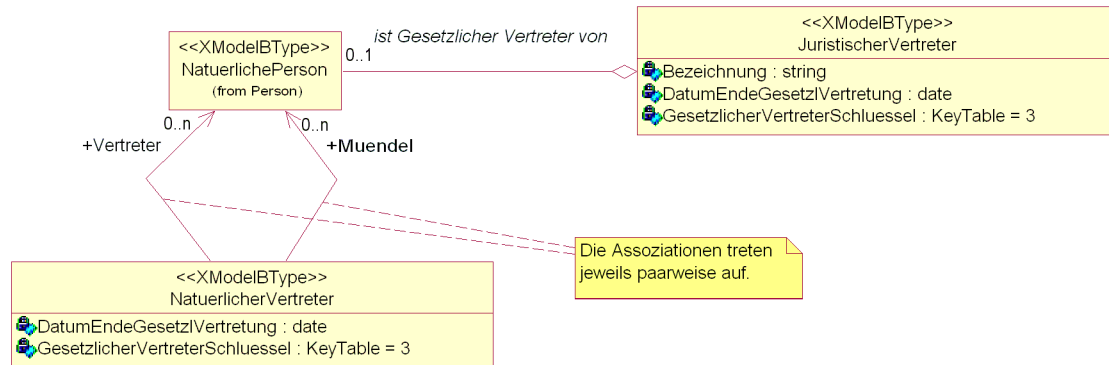 <<XModelBType>>
NatuerlichePerson
(from Person)
0..1
ist Gesetzlicher Vertreter von
<<XModelBType>>
JuristischerVertreter
Bezeichnung : string
DatumEndeGesetzlVertretung : date
GesetzlicherVertreterSchluessel : KeyTable = 3
0..n
0..n
+Vertreter
+Muendel
Die Assoziationen treten
jeweils paarweise auf.
<<XModelBType>>
NatuerlicherVertreter
DatumEndeGesetzlVertretung : date
GesetzlicherVertreterSchluessel : KeyTable = 3